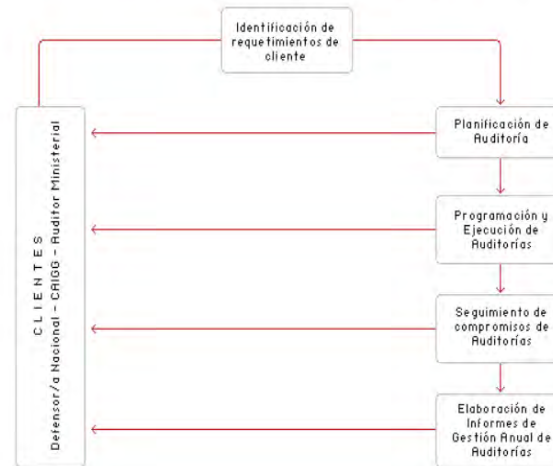 Identificación de
requetimientos de
cliente
CLIENTES
Defensor/a Nacional - CAIGG - Auditor Ministerial
Planificación de
Auditoría
Programación y
Ejecución de
Auditorías
Seguimiento de
compromisos de
Auditorías
Elaboración de
Informes de
Gestión Anual de
Auditorías